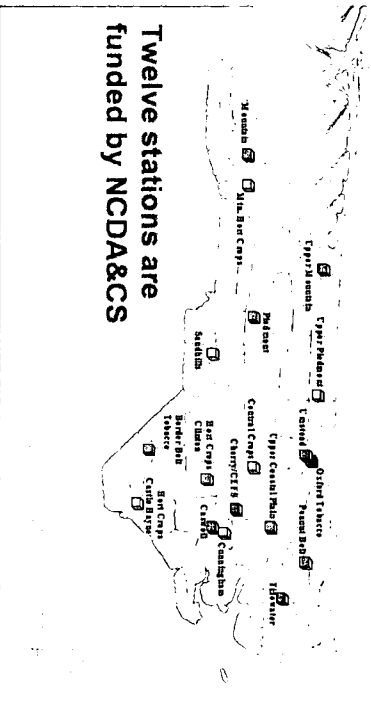 Mountain
Mtn. Hort Crops
Upper Mountain
Piedmont
Upper Piedmont
Sandhills
Umstead
Oxford Tobacco
Central Crops
Upper Coastal Plain
Peanut Belt
Cherry/CEFS
Hort Crops
Clinton
Border Belt
Tobacco
Caswell
Cunningham
Tidewater
Hort Crops
Castle Hayne
Twelve stations are
funded by NCDA&CS